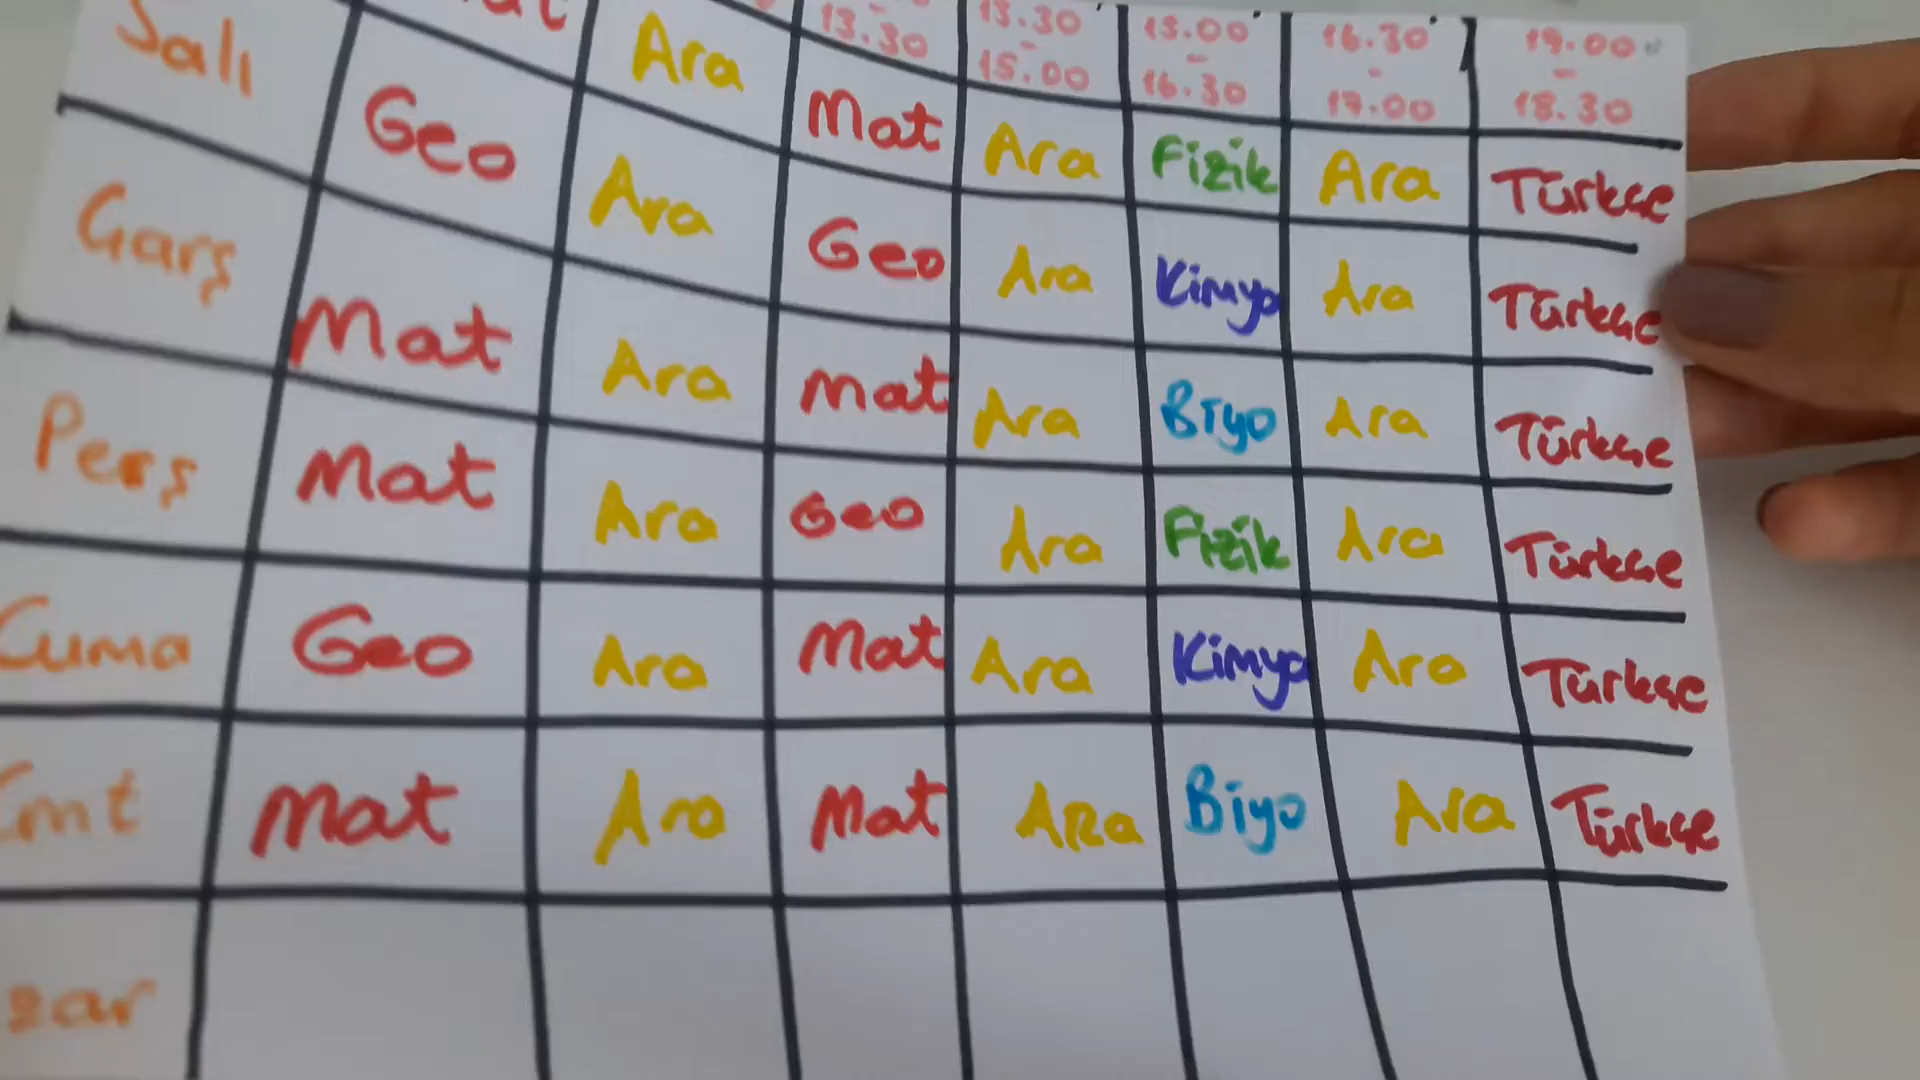 13.30 15.00 16.30 17.00
- - - - -
13.30 15.00 16.30 17.00 18.30
Ara Mat Ara Fizik Ara Türkçe
Salı Geo Ara Geo Ara Kimya Ara Türkçe
Çarş Mat Ara Mat Ara Biyo Ara Türkçe
Perş Mat Ara Geo Ara Fizik Ara Türkçe
Cuma Geo Ara Mat Ara Kimya Ara Türkçe
Cmt Mat Ara Mat ARa Biyo Ara Türkçe
zar